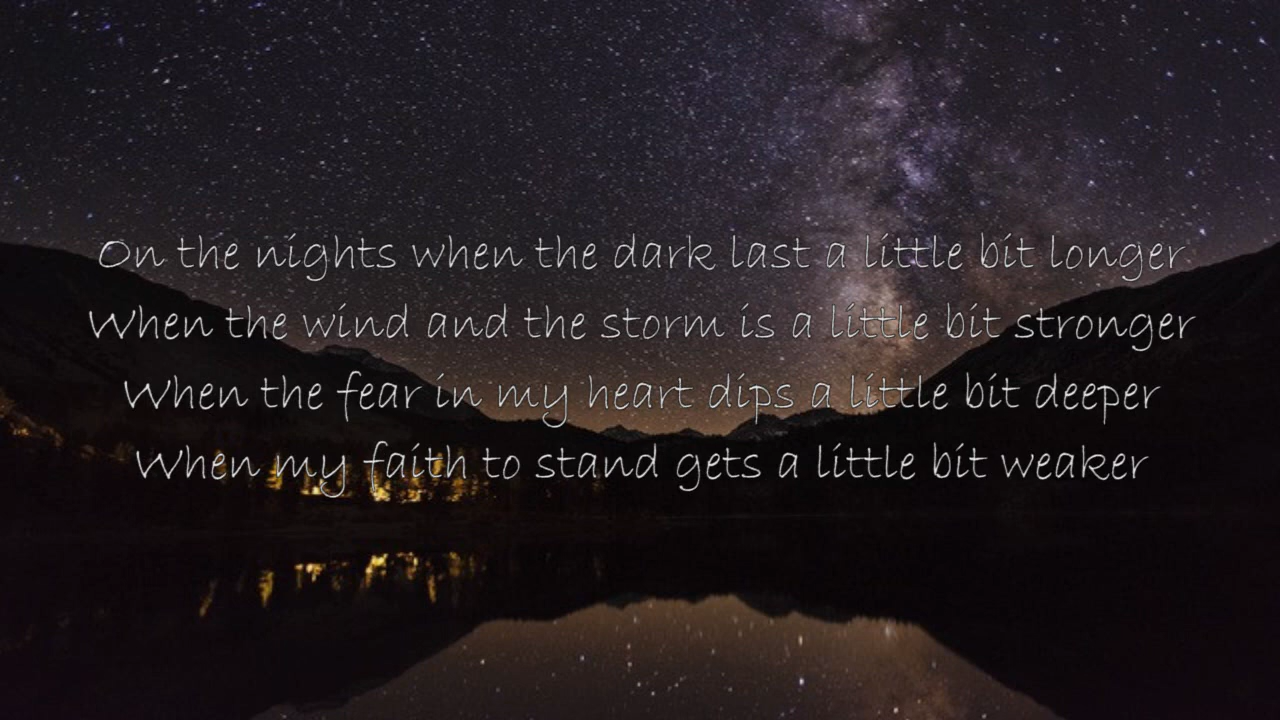 On the nights when the dark last a little bit longer
When the wind and the storm is a little bit stronger
When the fear in my heart dips a little bit deeper
When my faith to stand gets a little bit weaker